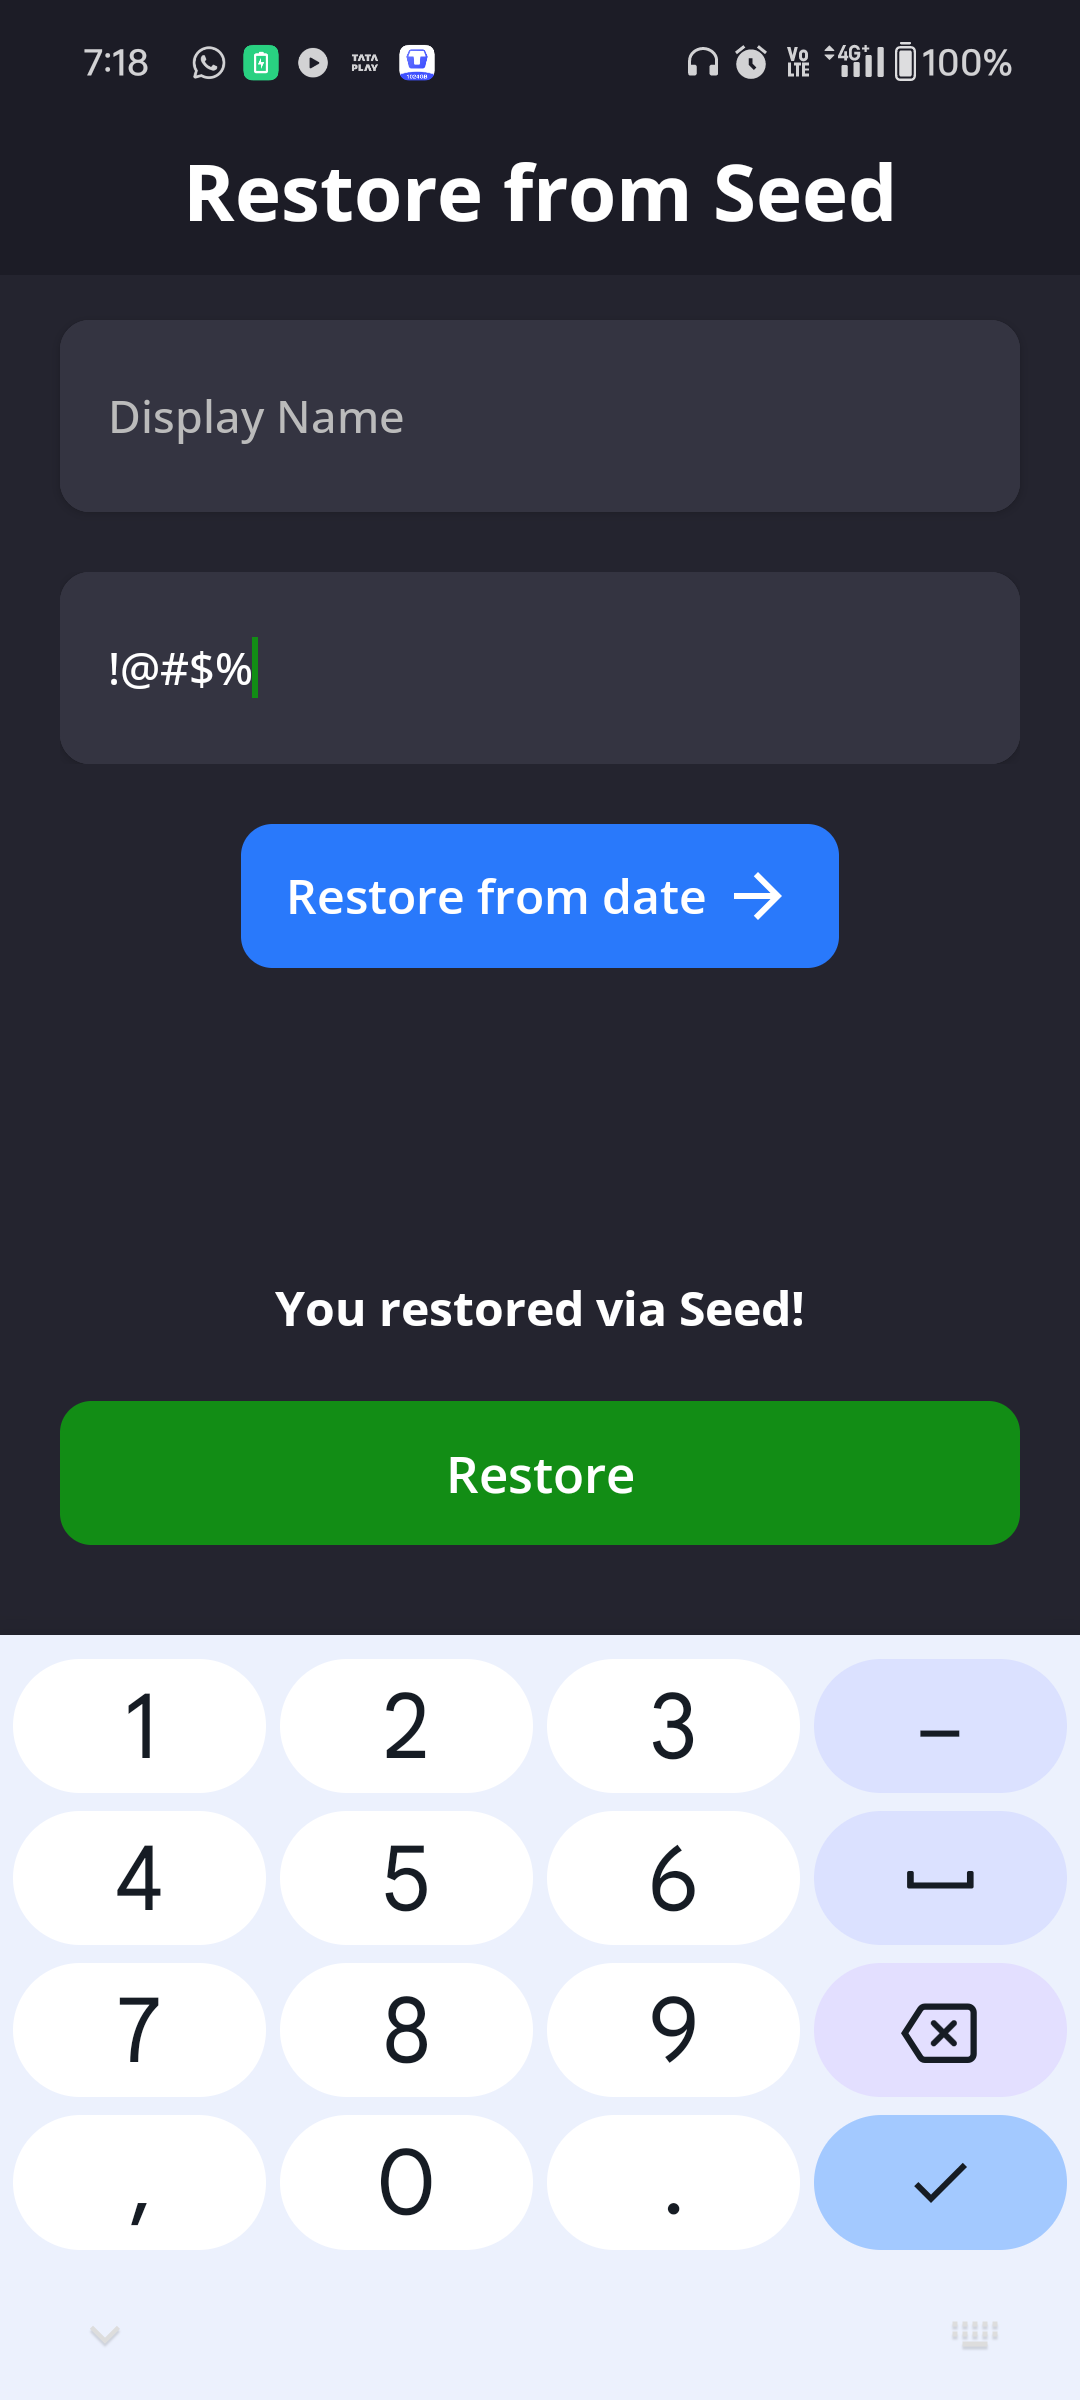 7:18 TATA PLAY 1024GB Vo LTE 4G+ 100%
Restore from Seed
Display Name
!@#$%
Restore from date
You restored via Seed!
Restore
1 2 3 –
4 5 6
7 8 9
, 0 .